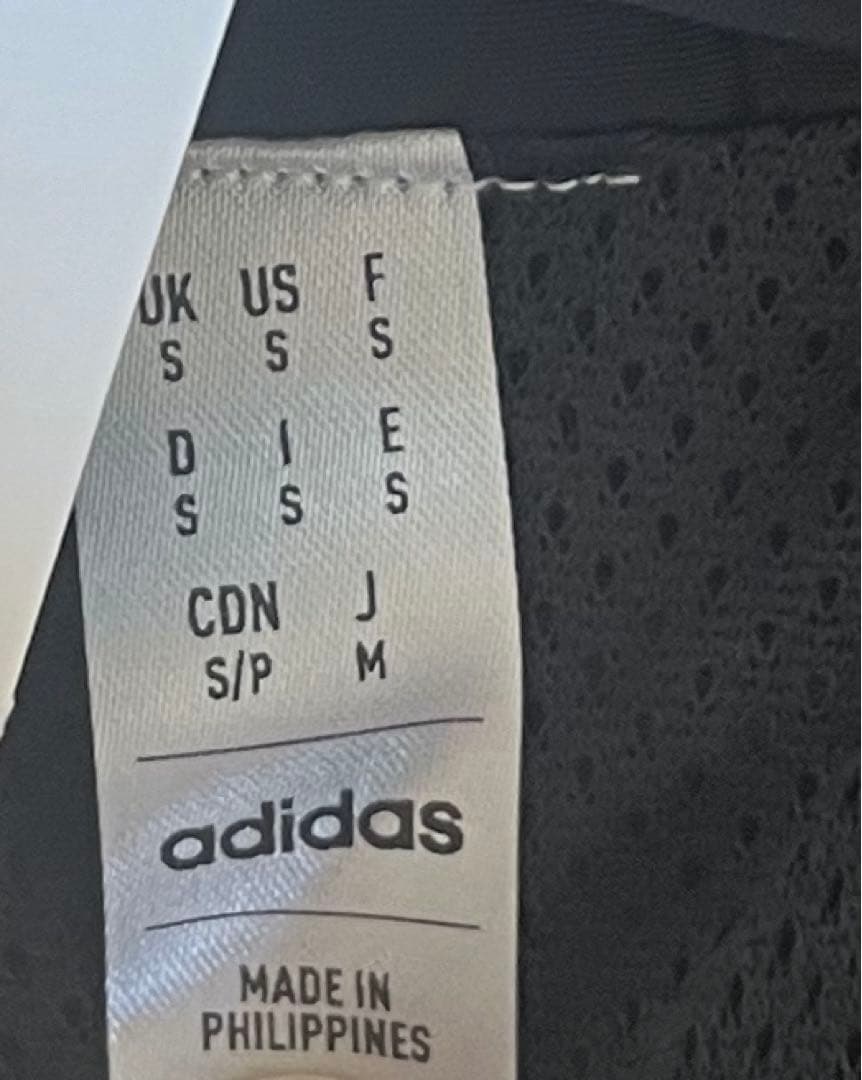 UK US F
S S S
D I E
S S S
CDN J
S/P M
adidas
MADE IN
PHILIPPINES